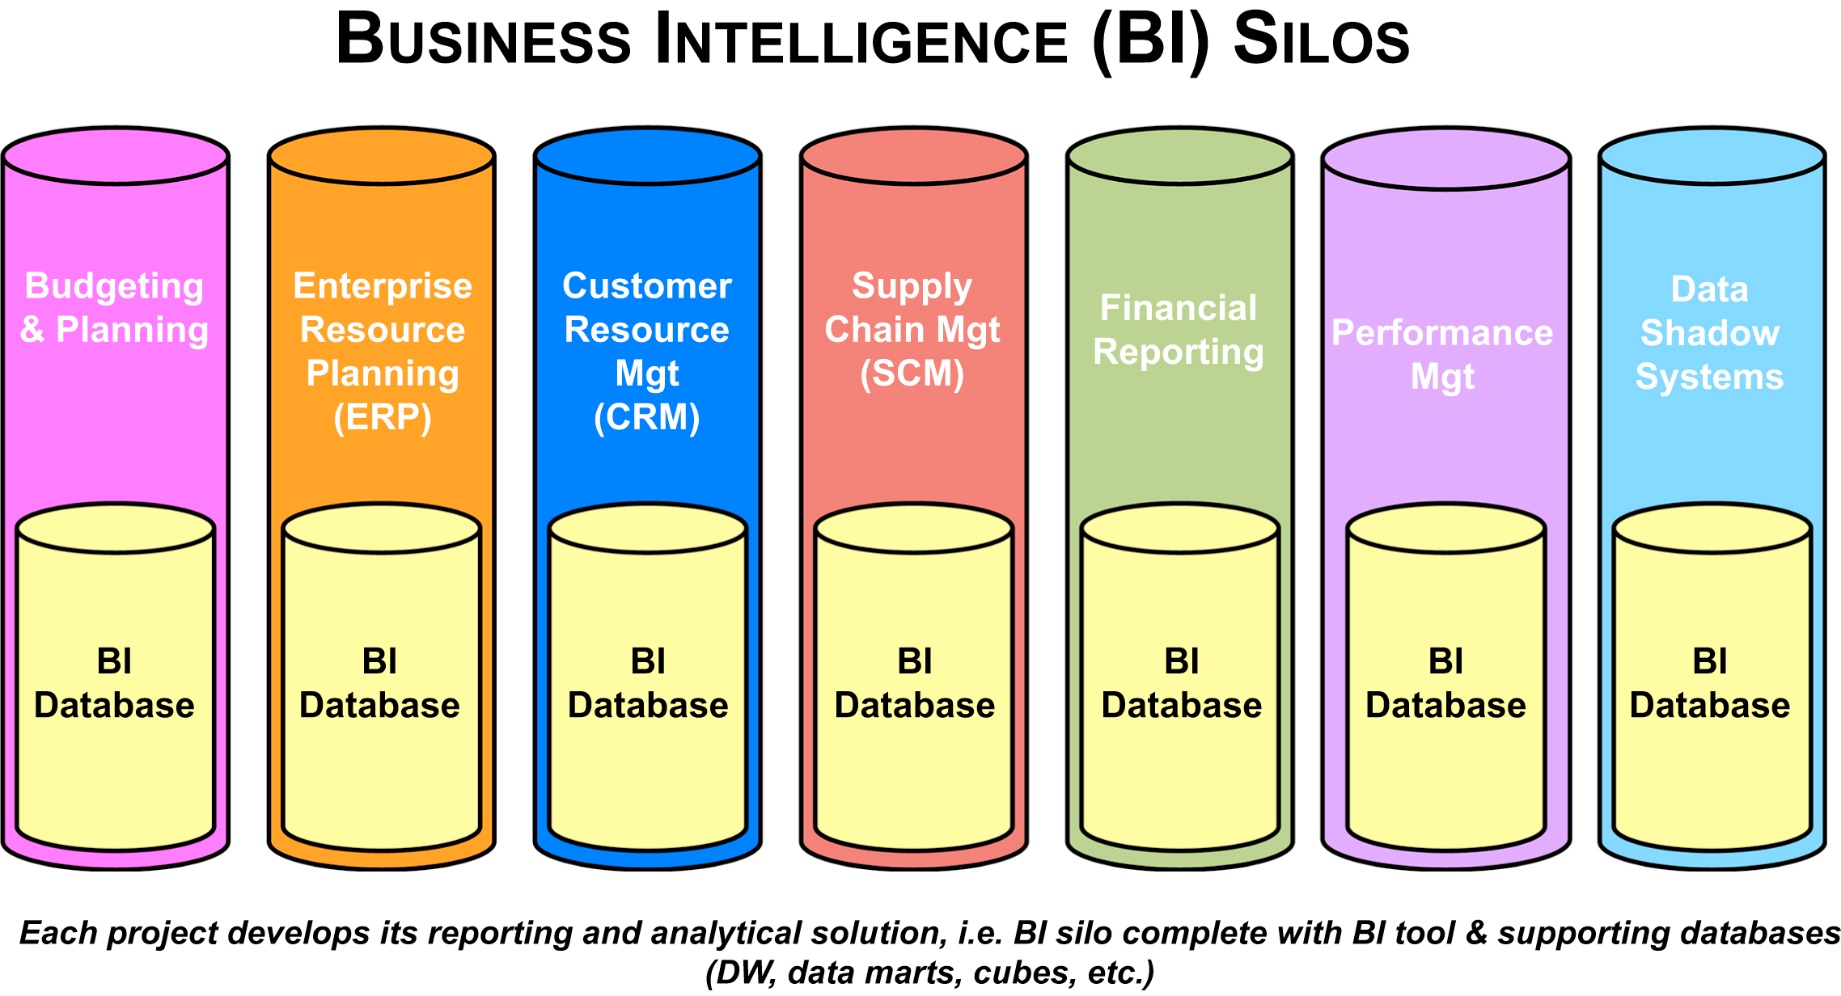 BUSINESS INTELLIGENCE (BI) SILOS
Budgeting
& Planning
Enterprise
Resource
Planning
(ERP)
Customer
Resource
Mgt
(CRM)
Supply
Chain Mgt
(SCM)
Financial
Reporting
Performance
Mgt
Data
Shadow
Systems
BI
Database
BI
Database
BI
Database
BI
Database
BI
Database
BI
Database
BI
Database
Each project develops its reporting and analytical solution, i.e. BI silo complete with BI tool & supporting databases
(DW, data marts, cubes, etc.)